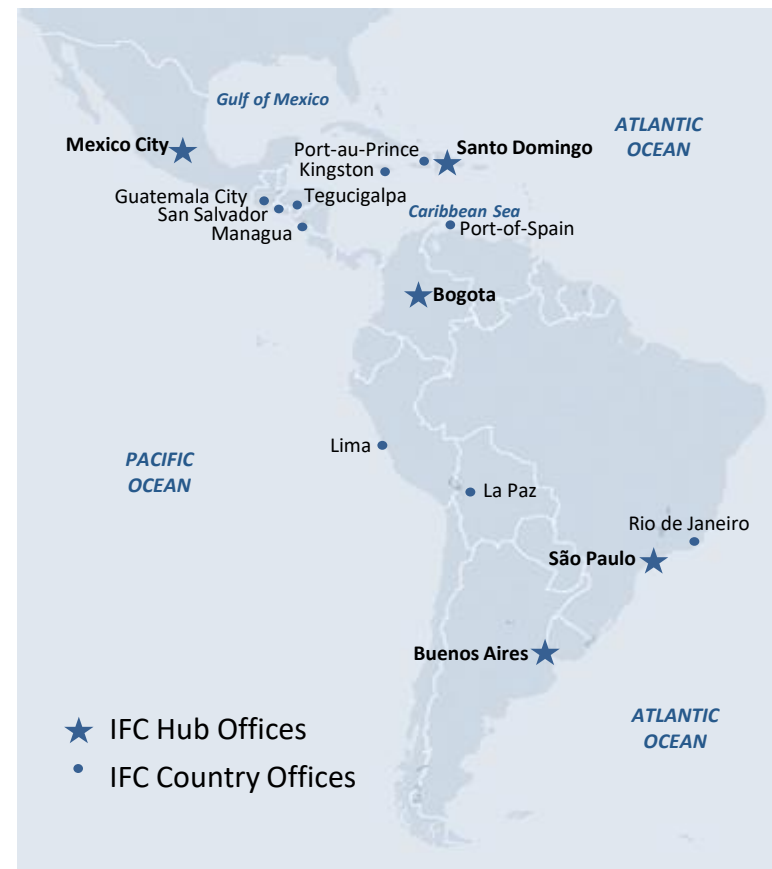 Gulf of Mexico
ATLANTIC
OCEAN
Mexico City
Port-au-Prince
Santo Domingo
Kingston
Guatemala City
Tegucigalpa
San Salvador
Caribbean Sea
Managua
Port-of-Spain
Bogota
Lima
PACIFIC
OCEAN
La Paz
Rio de Janeiro
São Paulo
Buenos Aires
ATLANTIC
OCEAN
IFC Hub Offices
IFC Country Offices